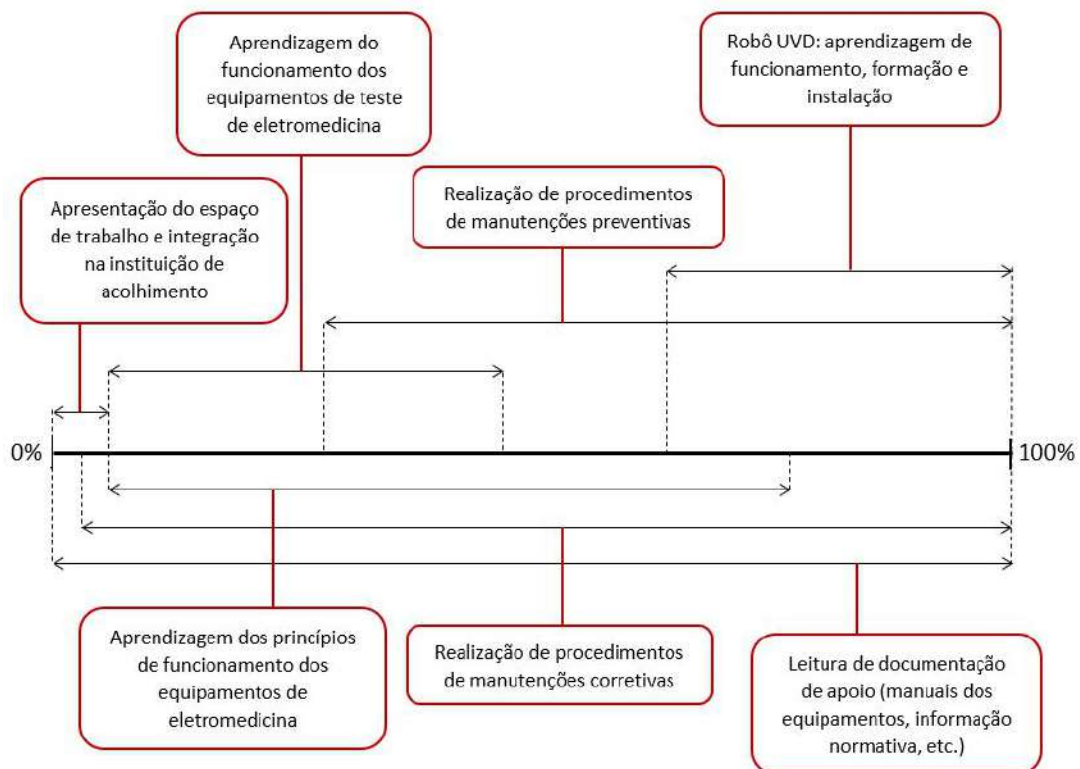 Aprendizagem do
funcionamento dos
equipamentos de teste
de eletromedicina
Robô UVD: aprendizagem de
funcionamento, formação e
instalação
Apresentação do espaço
de trabalho e integração
na instituição de
acolhimento
Realização de procedimentos
de manutenções preventivas
0%
100%
Aprendizagem dos princípios
de funcionamento dos
equipamentos de
eletromedicina
Realização de procedimentos
de manutenções corretivas
Leitura de documentação
de apoio (manuais dos
equipamentos, informação
normativa, etc.)